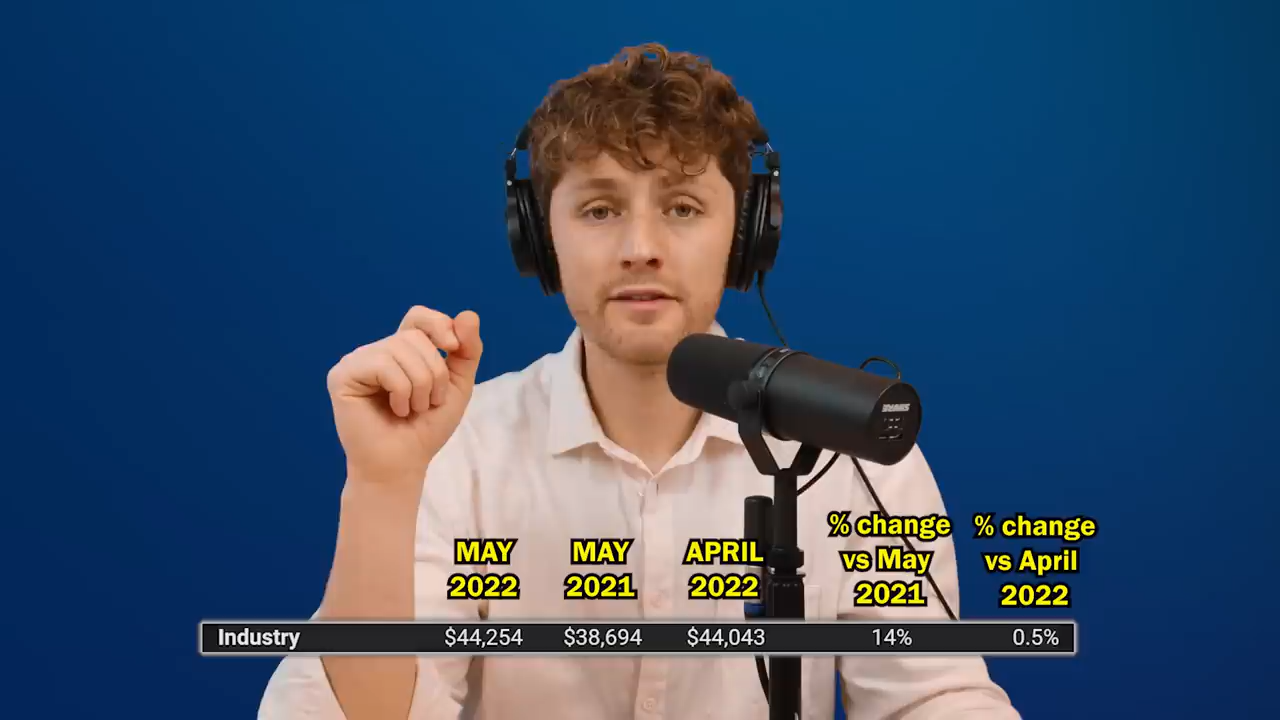 SHURE
MAY
2022
MAY
2021
APRIL
2022
% change
vs May
2021
% change
vs April
2022
Industry $44,254 $38,694 $44,043 14% 0.5%